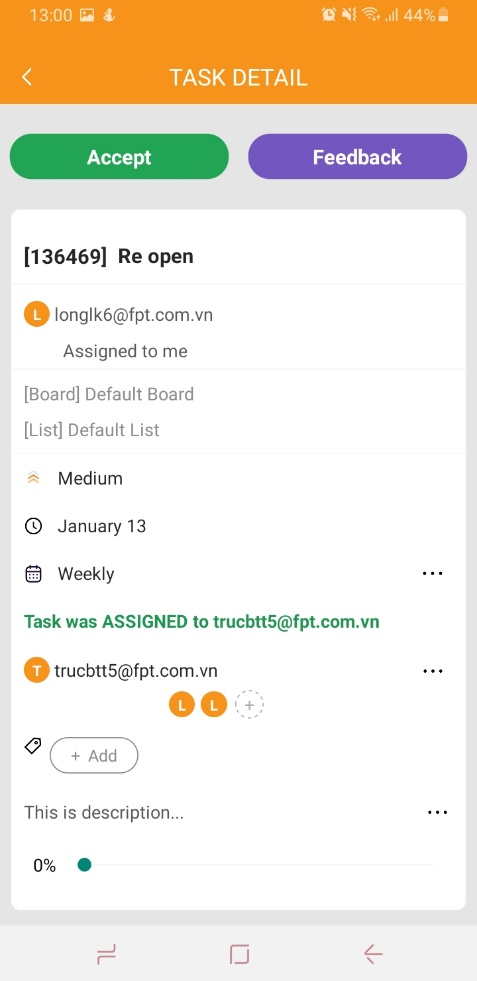 13:00 44%
TASK DETAIL
Accept Feedback
[136469] Re open
L longlk6@fpt.com.vn
Assigned to me
[Board] Default Board
[List] Default List
Medium
January 13
Weekly
Task was ASSIGNED to trucbtt5@fpt.com.vn
T trucbtt5@fpt.com.vn
L L +
+ Add
This is description...
0%